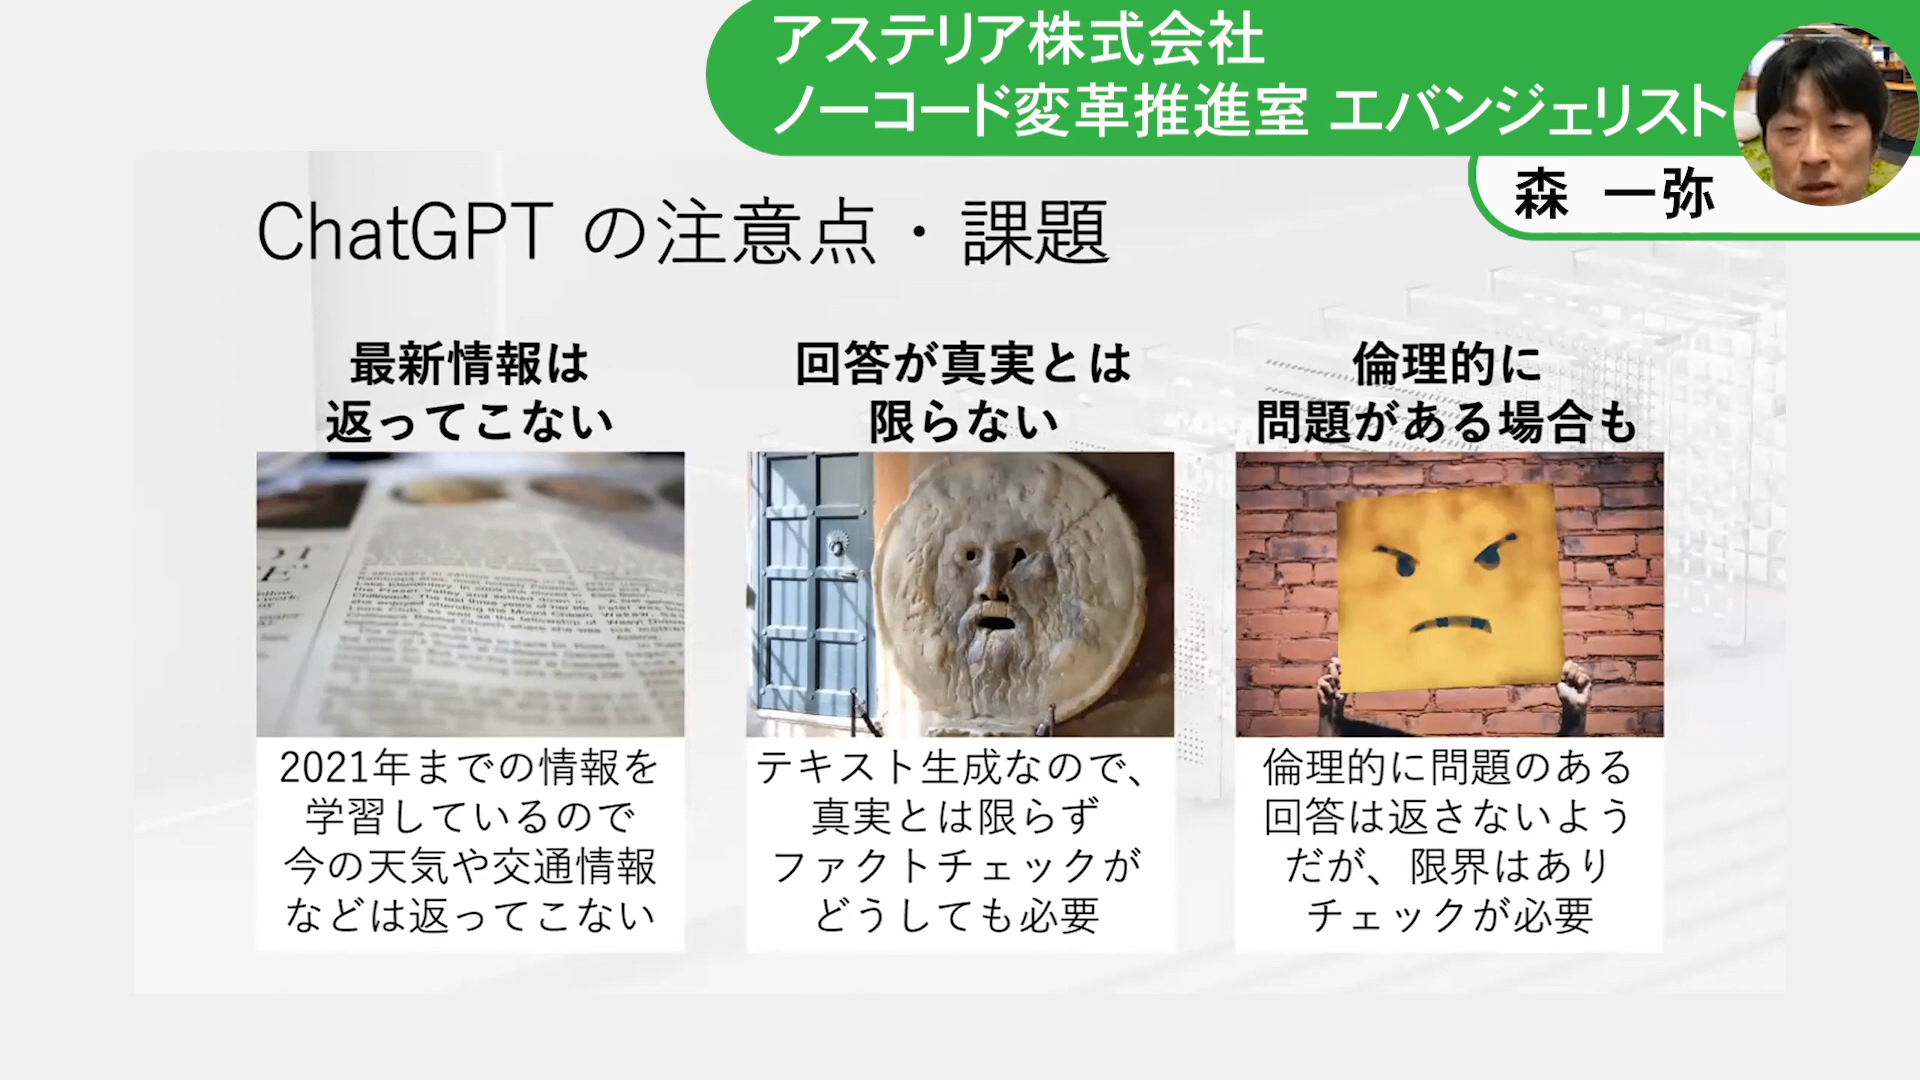 アステリア株式会社
ノーコード変革推進室 エバンジェリスト
森 一弥
ChatGPT の注意点・課題
最新情報は
返ってこない
2021年までの情報を
学習しているので
今の天気や交通情報
などは返ってこない
回答が真実とは
限らない
テキスト生成なので、
真実とは限らず
ファクトチェックが
どうしても必要
倫理的に
問題がある場合も
倫理的に問題のある
回答は返さないよう
だが、限界はあり
チェックが必要